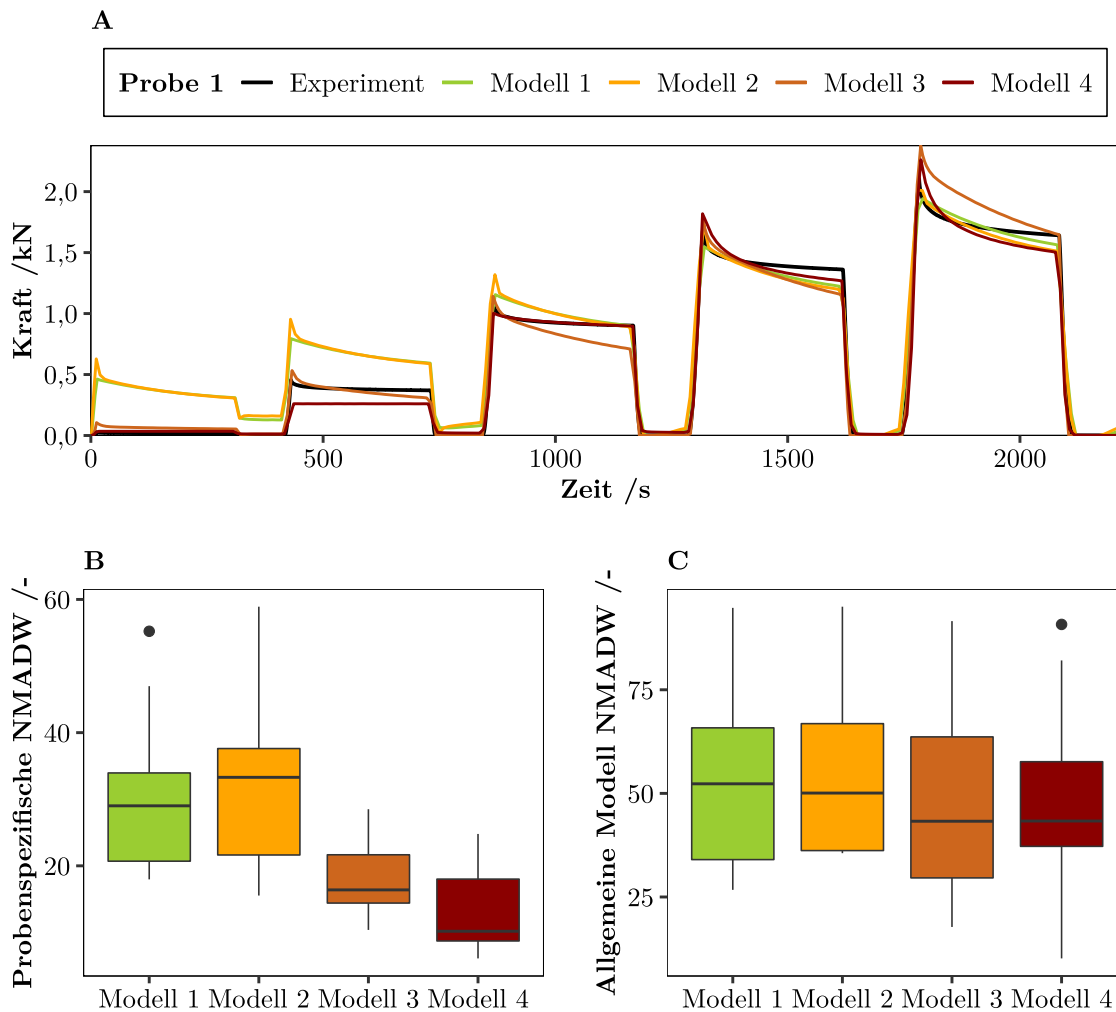 A
Probe 1 Experiment Modell 1 Modell 2 Modell 3 Modell 4
Kraft /kN
2,0
1,5
1,0
0,5
0,0
0 500 1000 1500 2000
Zeit /s
B
Probenspezifische NMADW /-
60
40
20
Modell 1 Modell 2 Modell 3 Modell 4
C
Allgemeine Modell NMADW /-
75
50
25
Modell 1 Modell 2 Modell 3 Modell 4